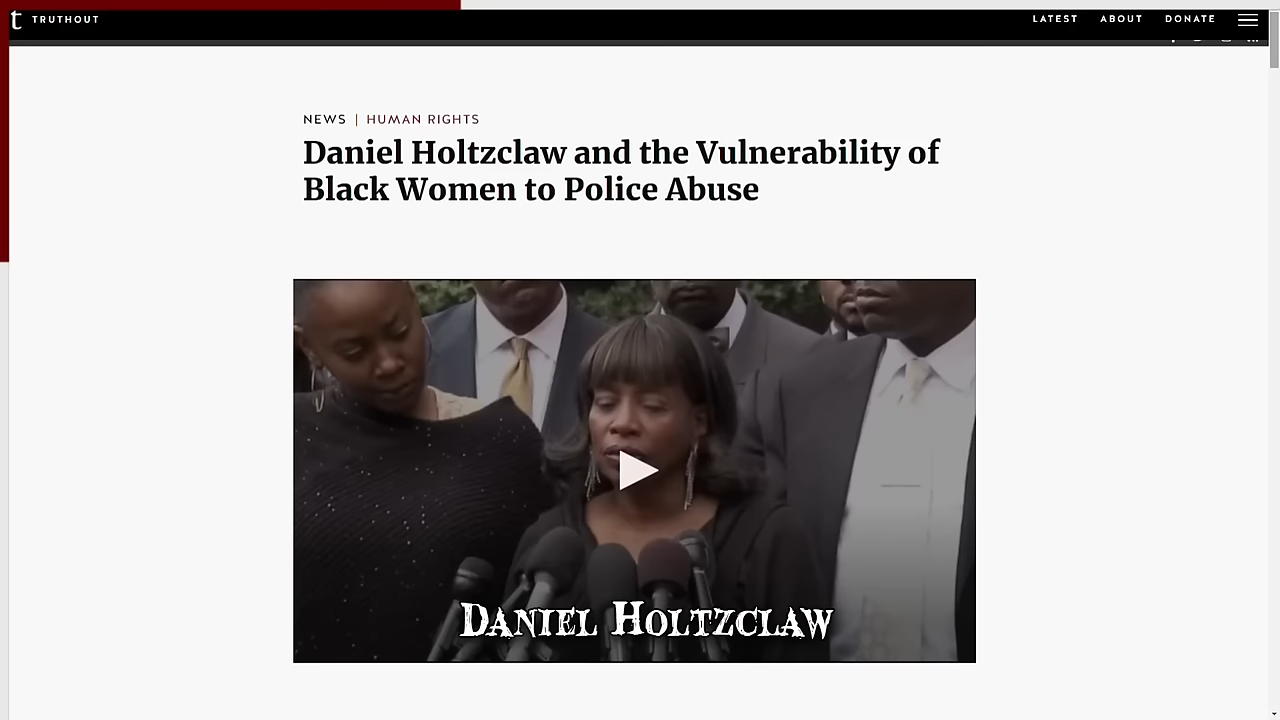 t TRUTHOUT
LATEST ABOUT DONATE
NEWS | HUMAN RIGHTS
Daniel Holtzclaw and the Vulnerability of
Black Women to Police Abuse
DANIEL HOLTZCLAW